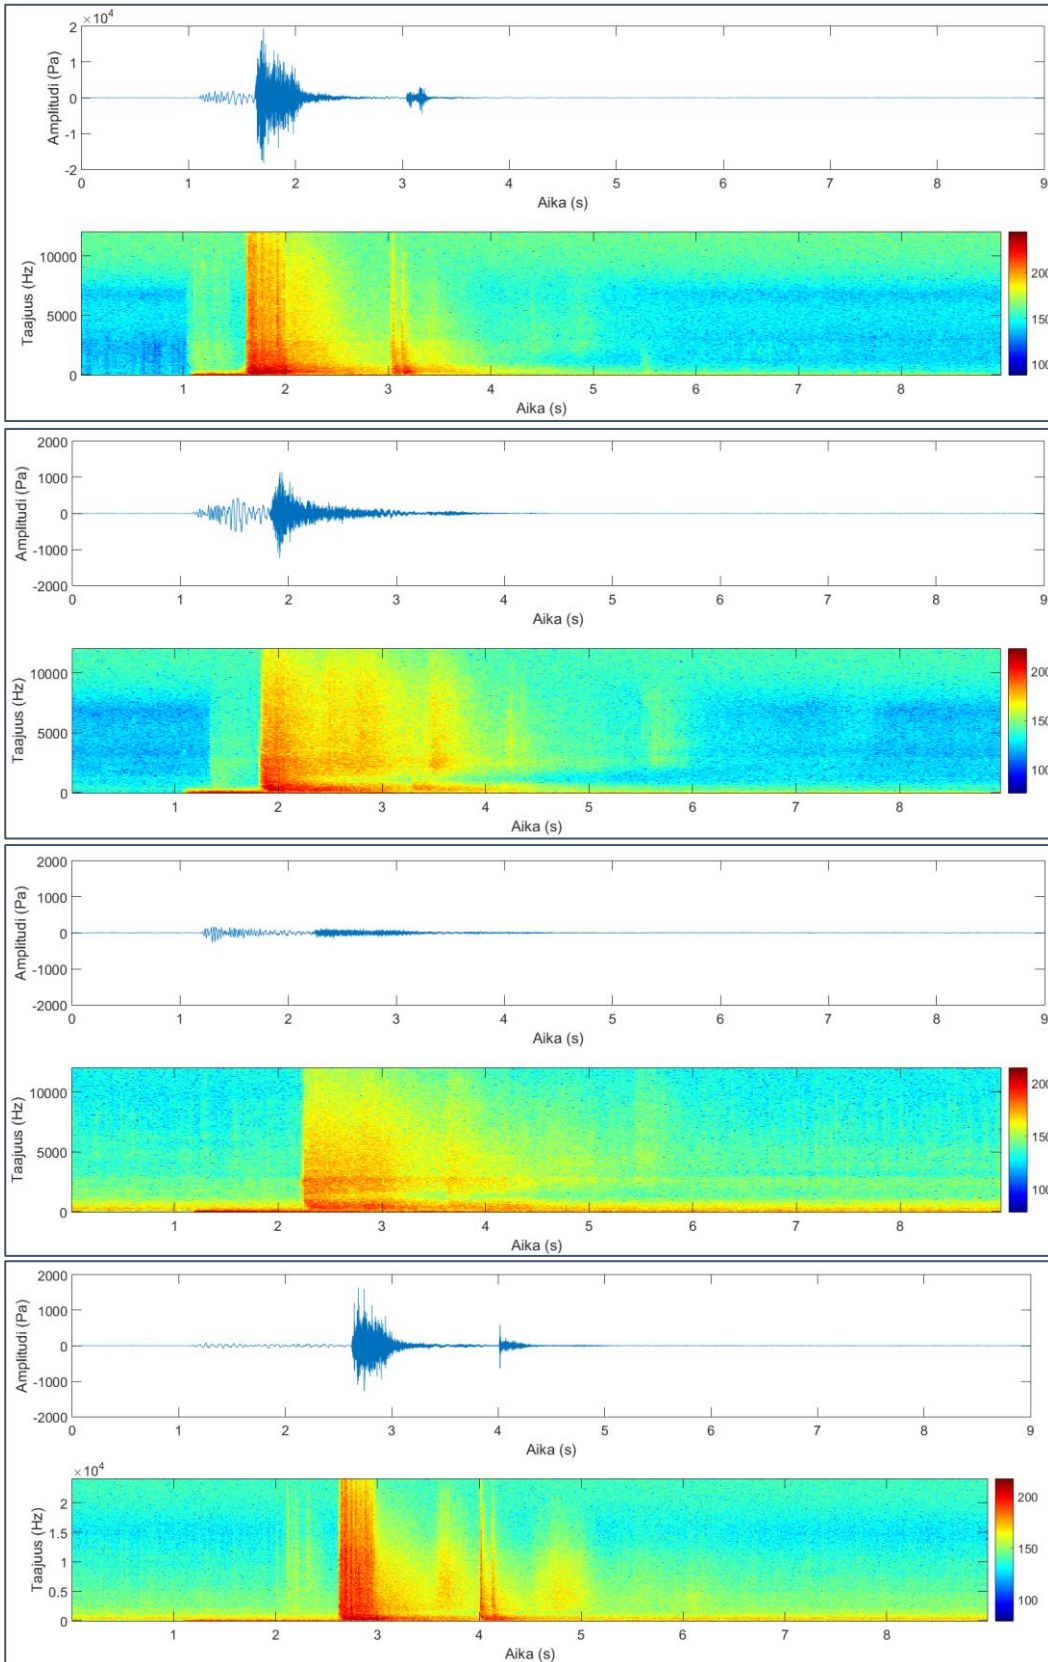 ×10⁴
2
1
0
-1
-2
Amplitudi (Pa)
0 1 2 3 4 5 6 7 8 9
Aika (s)
10000
5000
0
Taajuus (Hz)
1 2 3 4 5 6 7 8
Aika (s)
200
150
100
2000
1000
0
-1000
-2000
Amplitudi (Pa)
0 1 2 3 4 5 6 7 8 9
Aika (s)
10000
5000
0
Taajuus (Hz)
1 2 3 4 5 6 7 8
Aika (s)
200
150
100
2000
1000
0
-1000
-2000
Amplitudi (Pa)
0 1 2 3 4 5 6 7 8 9
Aika (s)
10000
5000
0
Taajuus (Hz)
1 2 3 4 5 6 7 8
Aika (s)
200
150
100
2000
1000
0
-1000
-2000
Amplitudi (Pa)
0 1 2 3 4 5 6 7 8 9
Aika (s)
×10⁴
2
1.5
1
0.5
0
Taajuus (Hz)
1 2 3 4 5 6 7 8
Aika (s)
200
150
100